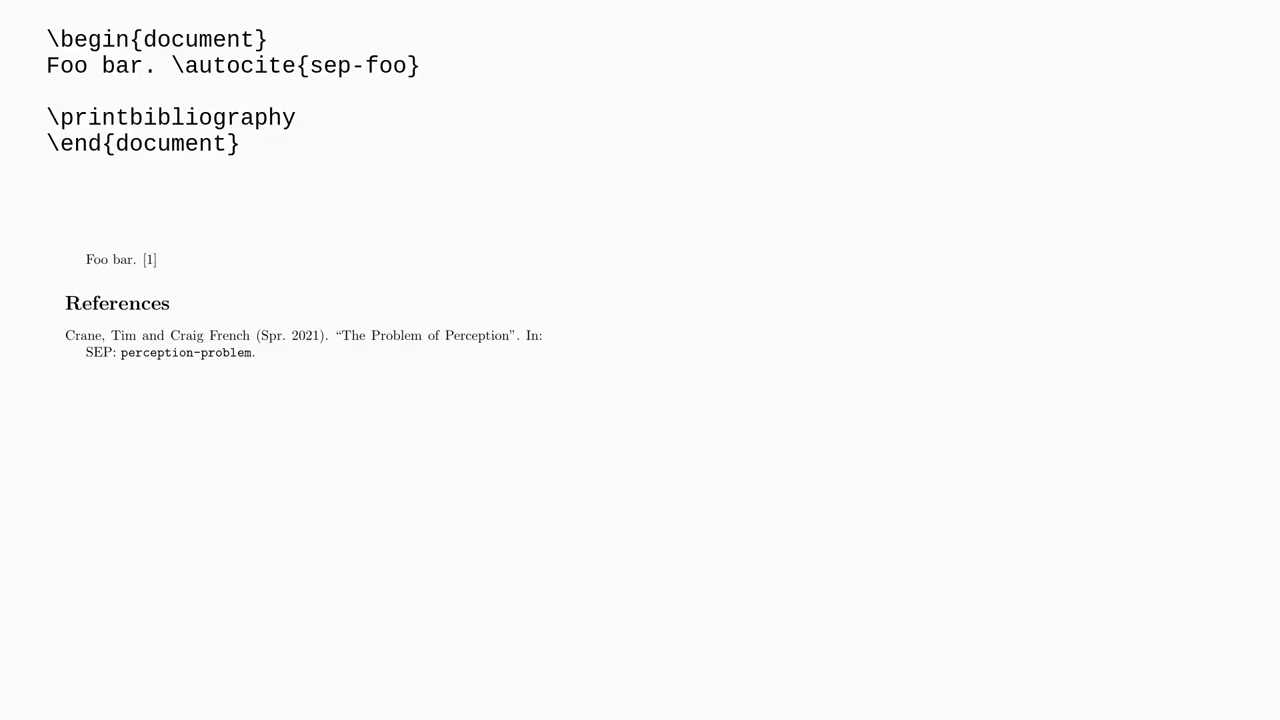 \begin{document}
Foo bar. \autocite{sep-foo}
\printbibliography
\end{document}
Foo bar. [1]
References
Crane, Tim and Craig French (Spr. 2021). “The Problem of Perception”. In:
SEP: perception-problem.